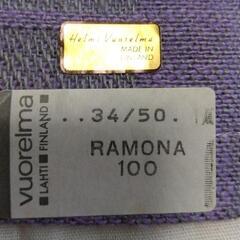 Helmi Vuorelma
MADE IN
FINLAND
..34/50.
RAMONA
100
vuorelma
LAHTI FINLAND